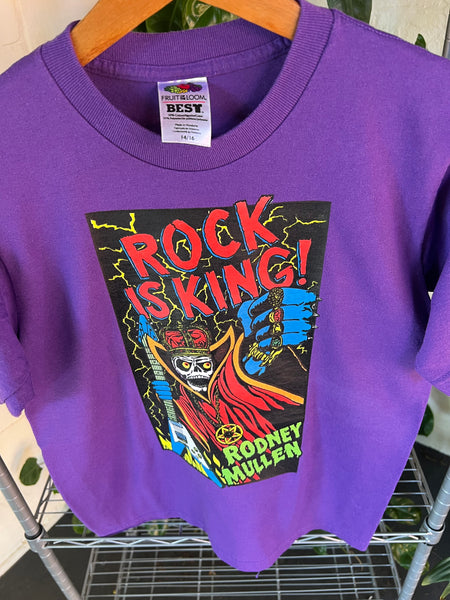 FRUIT OF THE LOOM.
BEST.
14/16
ROCK
IS KING!
RODNEY
MULLEN